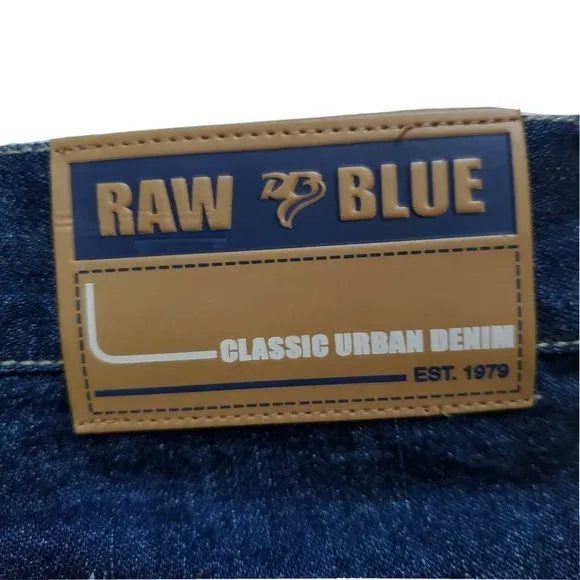 RAW RB BLUE
CLASSIC URBAN DENIM
EST. 1979